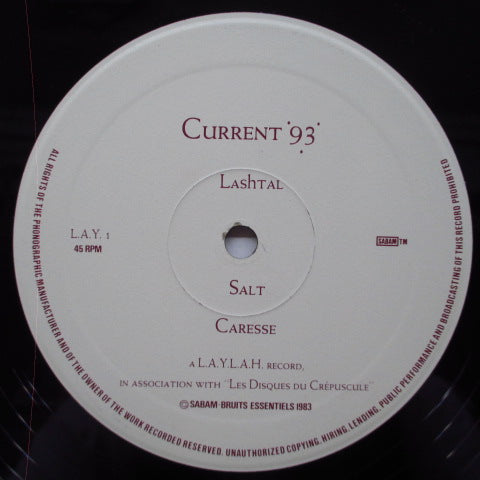 CURRENT '93'
LAShTAL
L.A.Y. 1
45 RPM
SABAM TM
SALT
CARESSE
A L.A.Y.L.A.H. RECORD,
IN ASSOCIATION WITH "LES DISQUES DU CRÉPUSCULE"
© SABAM-BRUITS ESSENTIELS 1983
ALL RIGHTS OF THE PHONOGRAPHIC MANUFACTURER AND OF THE OWNER OF THE WORK RECORDED RESERVED. UNAUTHORIZED COPYING, HIRING, LENDING, PUBLIC PERFORMANCE AND BROADCASTING OF THIS RECORD PROHIBITED